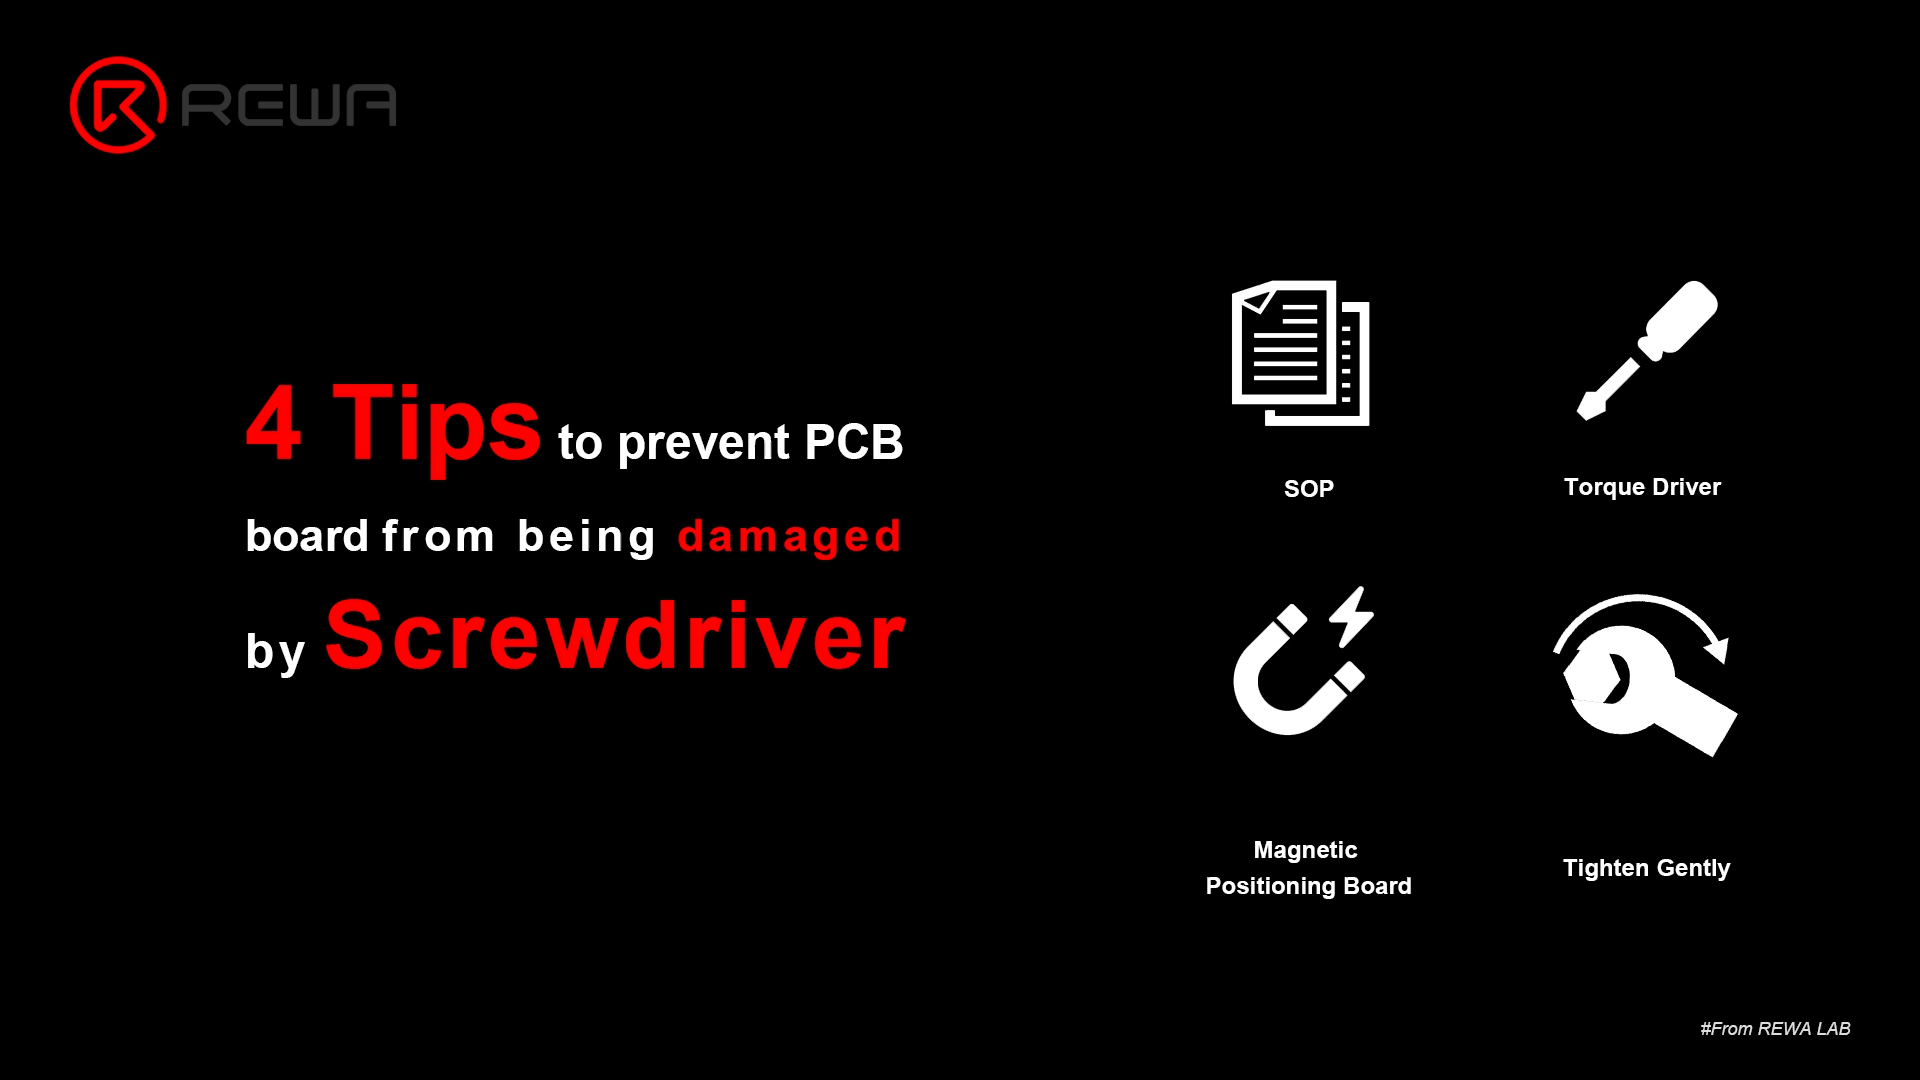 REWA
4 Tips to prevent PCB
board from being damaged
by Screwdriver
SOP
Torque Driver
Magnetic
Positioning Board
Tighten Gently
#From REWA LAB